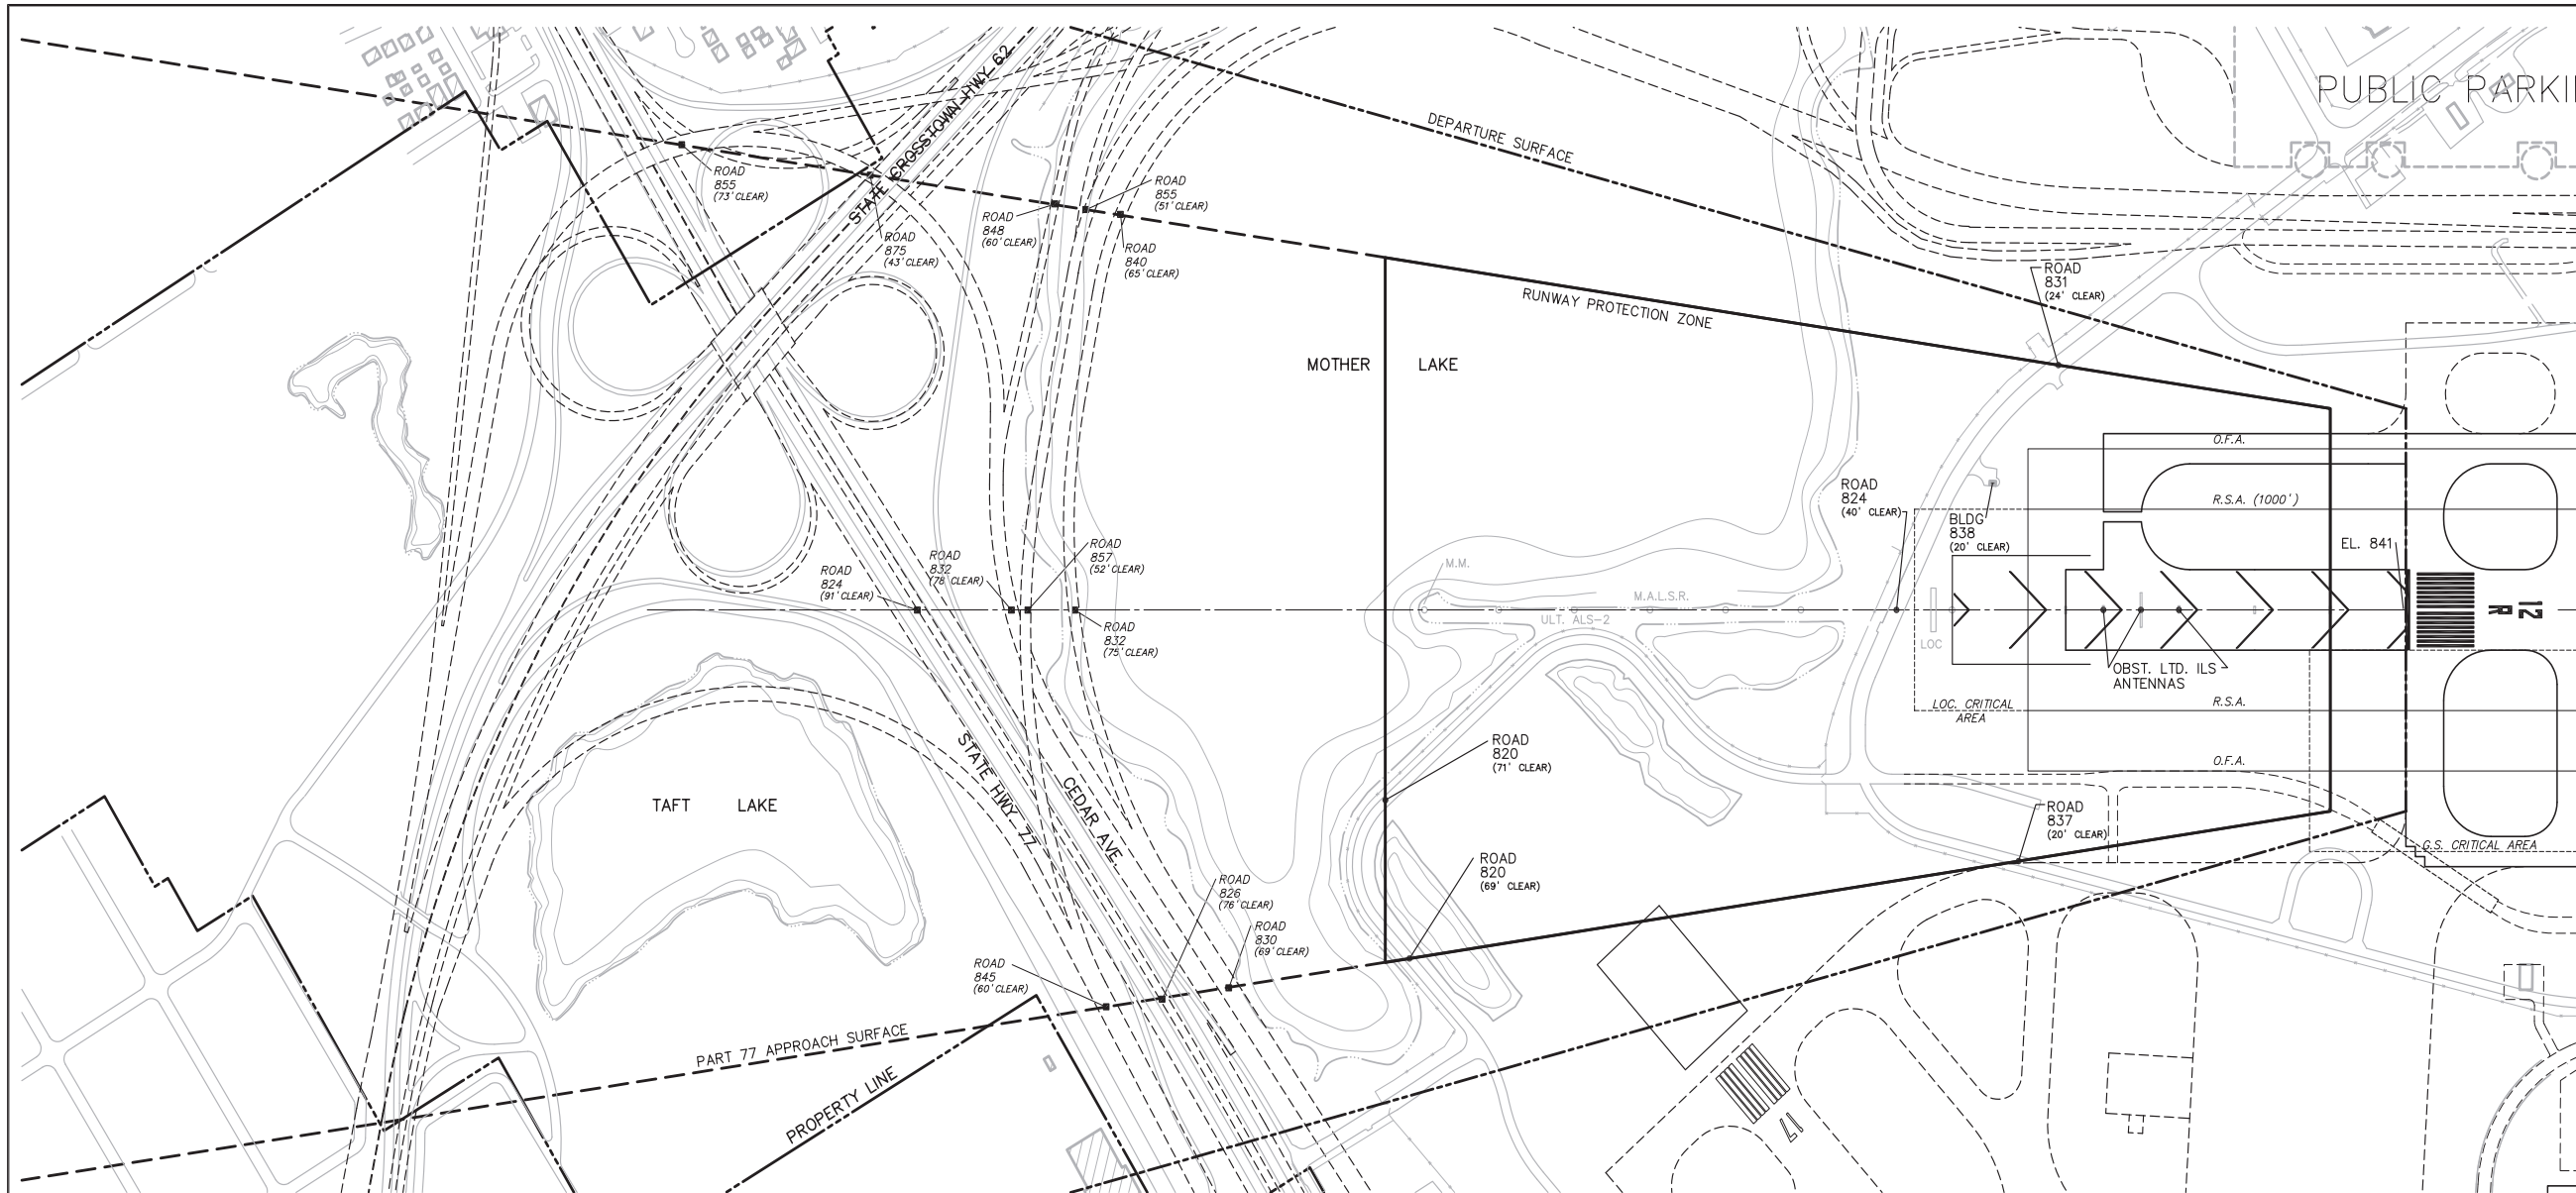 STATE CROSSTOWN HWY 62
PUBLIC PARKI
DEPARTURE SURFACE
ROAD
855
(73'CLEAR)
ROAD
855
(51'CLEAR)
ROAD
848
(60'CLEAR)
ROAD
875
(43'CLEAR)
ROAD
840
(65'CLEAR)
ROAD
831
(24' CLEAR)
RUNWAY PROTECTION ZONE
MOTHER LAKE
O.F.A.
ROAD
824
(40' CLEAR)
R.S.A. (1000')
BLDG
838
(20' CLEAR)
EL. 841
ROAD
857
(52'CLEAR)
ROAD
832
(78'CLEAR)
ROAD
824
(91'CLEAR)
M.M.
M.A.L.S.R.
ULT. ALS-2
12
R
ROAD
832
(75'CLEAR)
LOC
OBST. LTD. ILS
ANTENNAS
LOC. CRITICAL
AREA
R.S.A.
ROAD
820
(71' CLEAR)
O.F.A.
STATE HWY 77
CEDAR AVE.
TAFT LAKE
ROAD
837
(20' CLEAR)
G.S. CRITICAL AREA
ROAD
820
(69' CLEAR)
ROAD
826
(76'CLEAR)
ROAD
830
(69'CLEAR)
ROAD
845
(60'CLEAR)
PART 77 APPROACH SURFACE
PROPERTY LINE
17